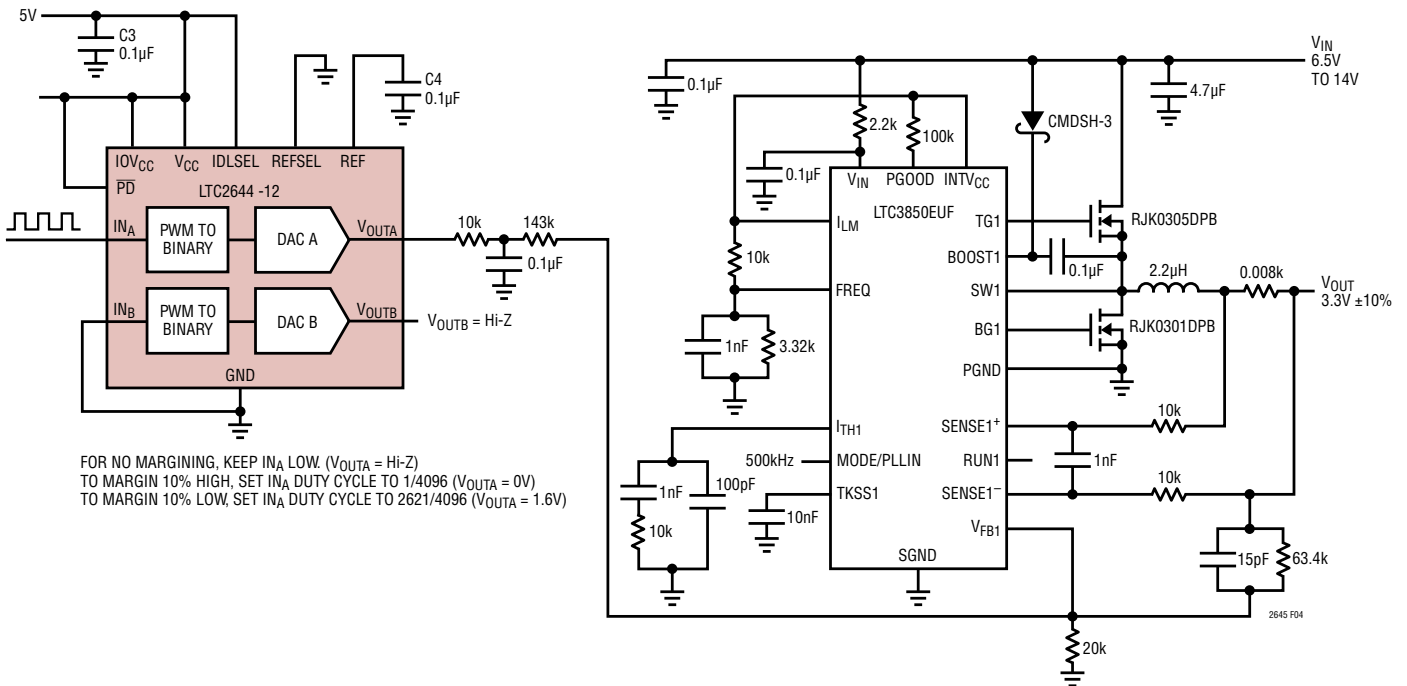 5V
C3
0.1µF
C4
0.1µF
IOVCC
VCC
IDLSEL
REFSEL
REF
PD
LTC2644 -12
INA
PWM TO
BINARY
DAC A
VOUTA
INB
PWM TO
BINARY
DAC B
VOUTB
VOUTB = Hi-Z
GND
10k
143k
0.1µF
FOR NO MARGINING, KEEP INA LOW. (VOUTA = Hi-Z)
TO MARGIN 10% HIGH, SET INA DUTY CYCLE TO 1/4096 (VOUTA = 0V)
TO MARGIN 10% LOW, SET INA DUTY CYCLE TO 2621/4096 (VOUTA = 1.6V)
VIN
6.5V
TO 14V
0.1µF
4.7µF
2.2k
100k
CMDSH-3
0.1µF
VIN
PGOOD
INTVCC
LTC3850EUF
ILM
TG1
RJK0305DPB
BOOST1
0.1µF
10k
2.2µH
0.008k
FREQ
SW1
VOUT
3.3V ±10%
1nF
3.32k
BG1
RJK0301DPB
PGND
ITH1
SENSE1+
10k
500kHz
MODE/PLLIN
RUN1
1nF
1nF
100pF
10k
TKSS1
SENSE1–
10k
10nF
VFB1
SGND
15pF
63.4k
20k
2645 F04